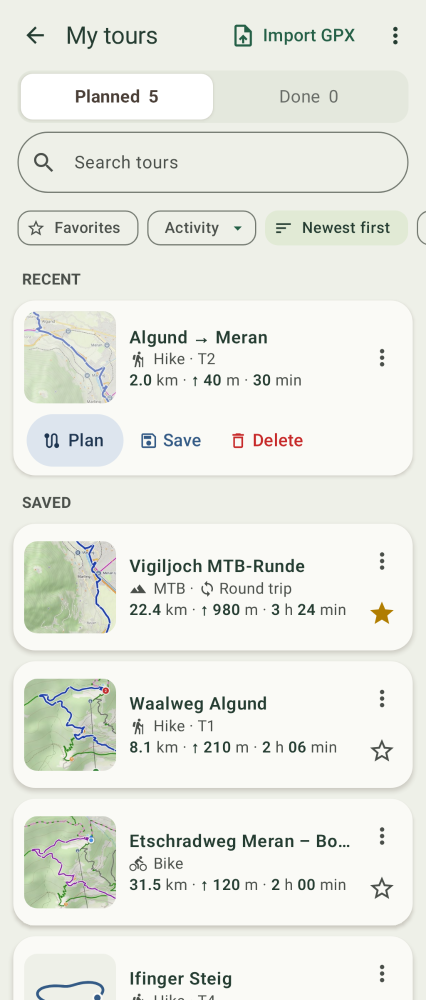 My tours
Import GPX
Planned 5
Done 0
Search tours
Favorites
Activity
Newest first
RECENT
Algund → Meran
Hike · T2
2.0 km · ↑ 40 m · 30 min
Plan
Save
Delete
SAVED
Vigiljoch MTB-Runde
MTB · Round trip
22.4 km · ↑ 980 m · 3 h 24 min
Waalweg Algund
Hike · T1
8.1 km · ↑ 210 m · 2 h 06 min
Etschradweg Meran – Bo…
Bike
31.5 km · ↑ 120 m · 2 h 00 min
Ifinger Steig
Hike · T4